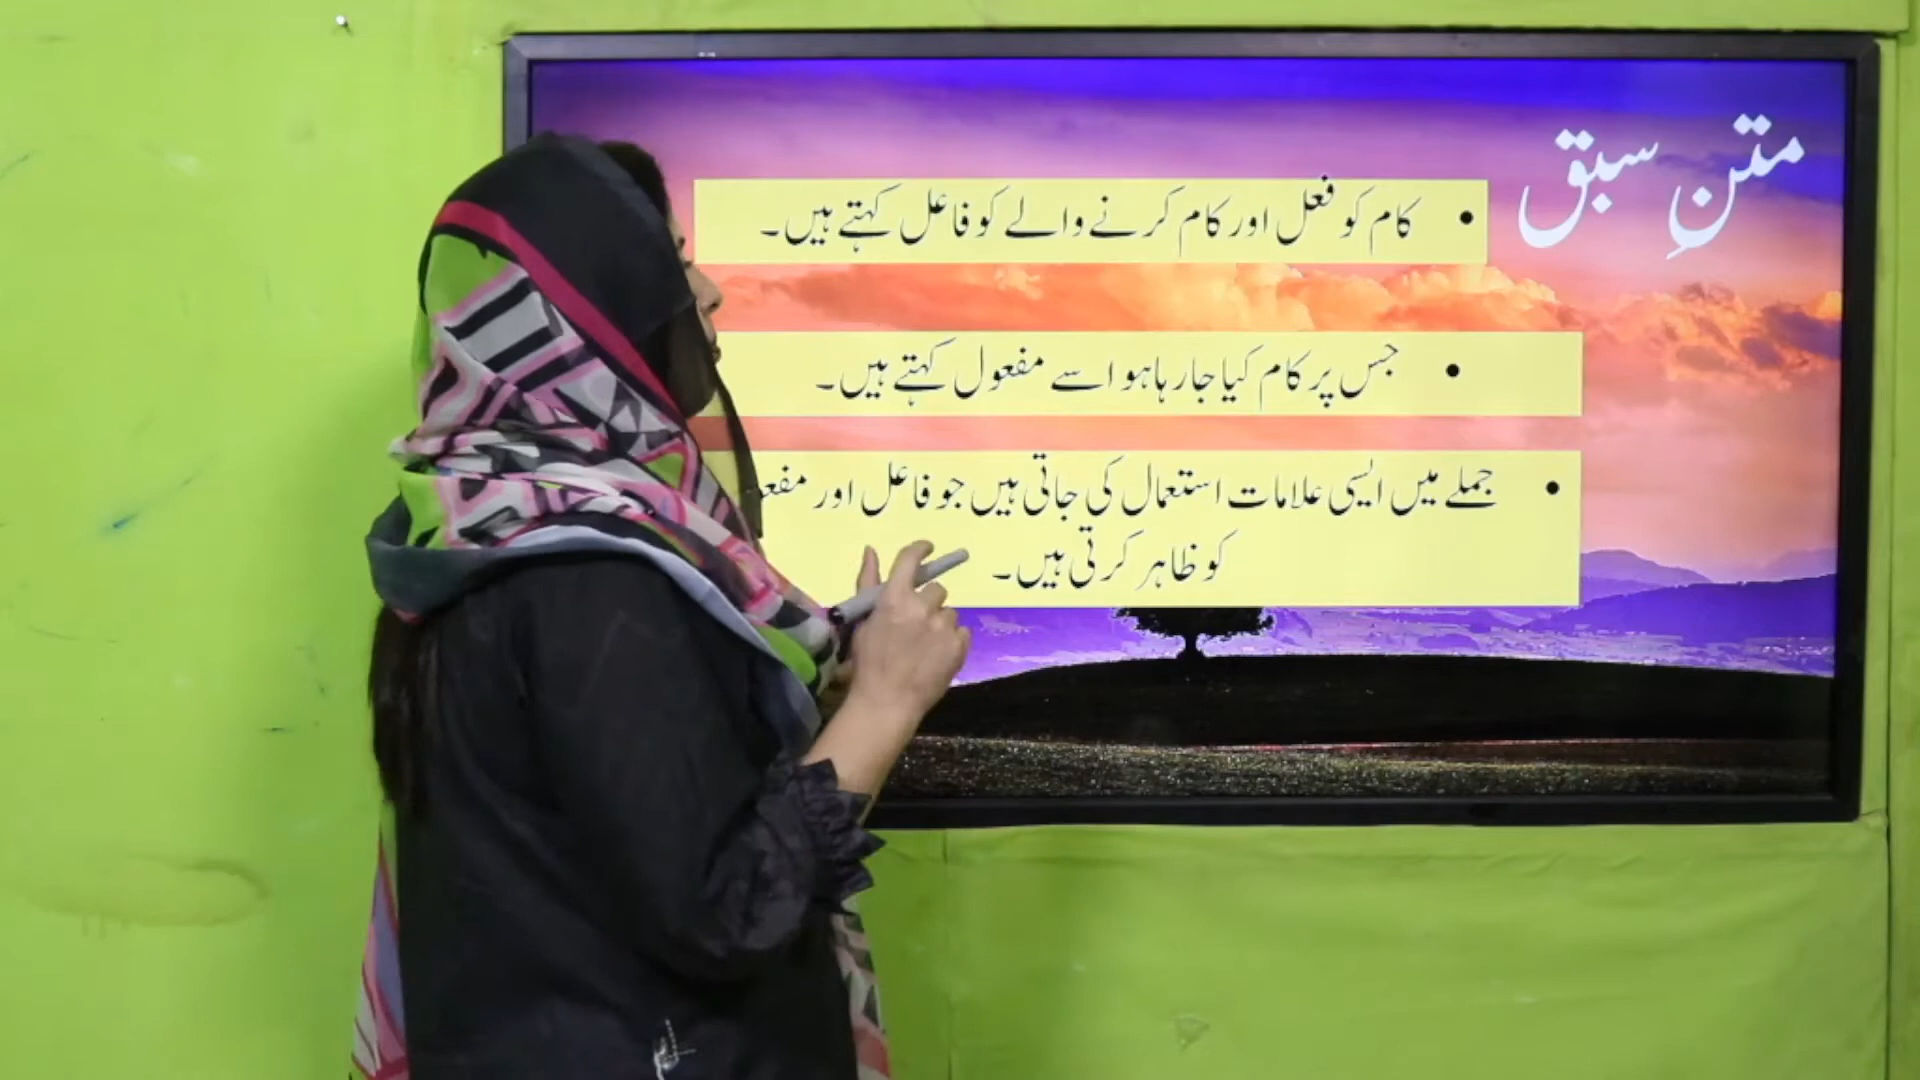 متنِ سبق
• کام کو فعل اور کام کرنے والے کو فاعل کہتے ہیں۔
• جس پر کام کیا جا رہا ہو اسے مفعول کہتے ہیں۔
• جملے میں ایسی علامات استعمال کی جاتی ہیں جو فاعل اور
کو ظاہر کرتی ہیں۔